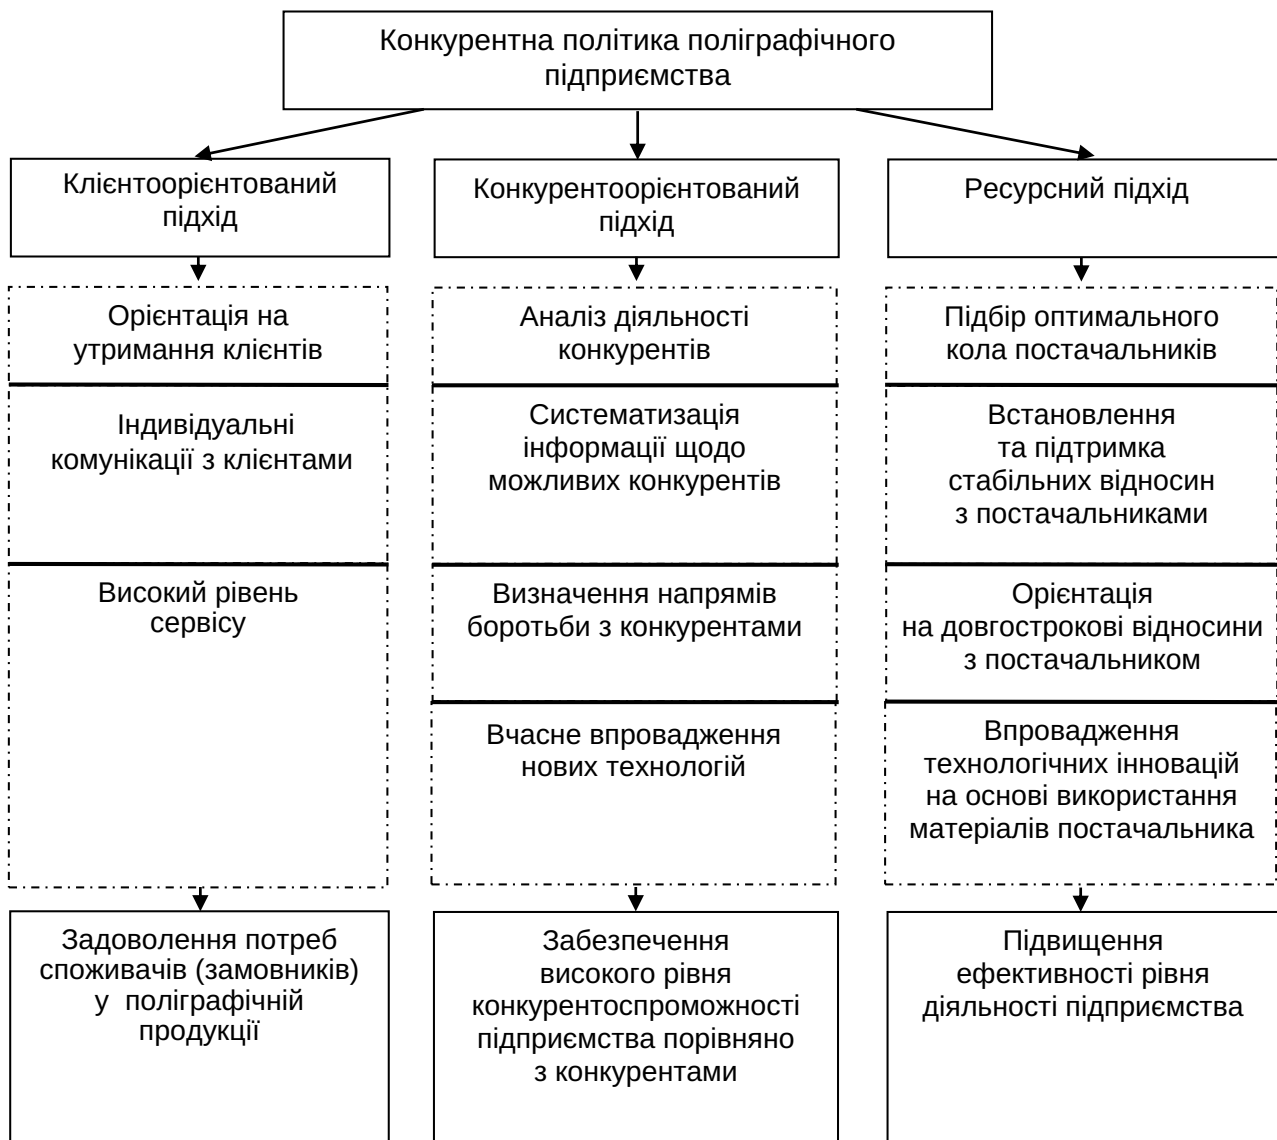 Конкурентна політика поліграфічного
підприємства
Клієнтоорієнтований
підхід
Конкурентоорієнтований
підхід
Ресурсний підхід
Орієнтація на
утримання клієнтів
Аналіз діяльності
конкурентів
Підбір оптимального
кола постачальників
Індивідуальні
комунікації з клієнтами
Систематизація
інформації щодо
можливих конкурентів
Встановлення
та підтримка
стабільних відносин
з постачальниками
Високий рівень
сервісу
Визначення напрямів
боротьби з конкурентами
Орієнтація
на довгострокові відносини
з постачальником
Вчасне впровадження
нових технологій
Впровадження
технологічних інновацій
на основі використання
матеріалів постачальника
Задоволення потреб
споживачів (замовників)
у поліграфічній
продукції
Забезпечення
високого рівня
конкурентоспроможності
підприємства порівняно
з конкурентами
Підвищення
ефективності рівня
діяльності підприємства